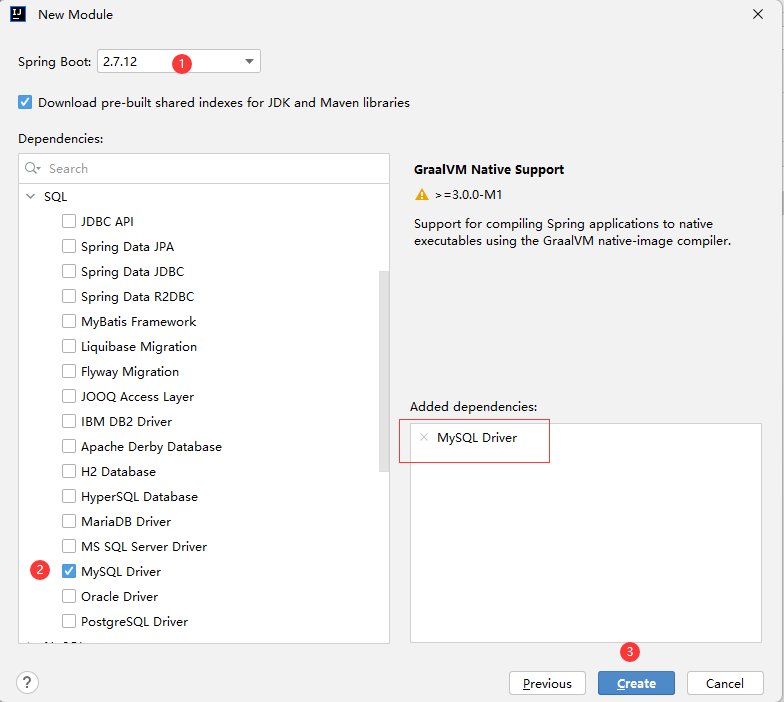 New Module
Spring Boot: 2.7.12 1
Download pre-built shared indexes for JDK and Maven libraries
Dependencies:
Search
SQL
JDBC API
Spring Data JPA
Spring Data JDBC
Spring Data R2DBC
MyBatis Framework
Liquibase Migration
Flyway Migration
JOOQ Access Layer
IBM DB2 Driver
Apache Derby Database
H2 Database
HyperSQL Database
MariaDB Driver
MS SQL Server Driver
2 MySQL Driver
Oracle Driver
PostgreSQL Driver
GraalVM Native Support
>=3.0.0-M1
Support for compiling Spring applications to native
executables using the GraalVM native-image compiler.
Added dependencies:
MySQL Driver
3
? Previous Create Cancel